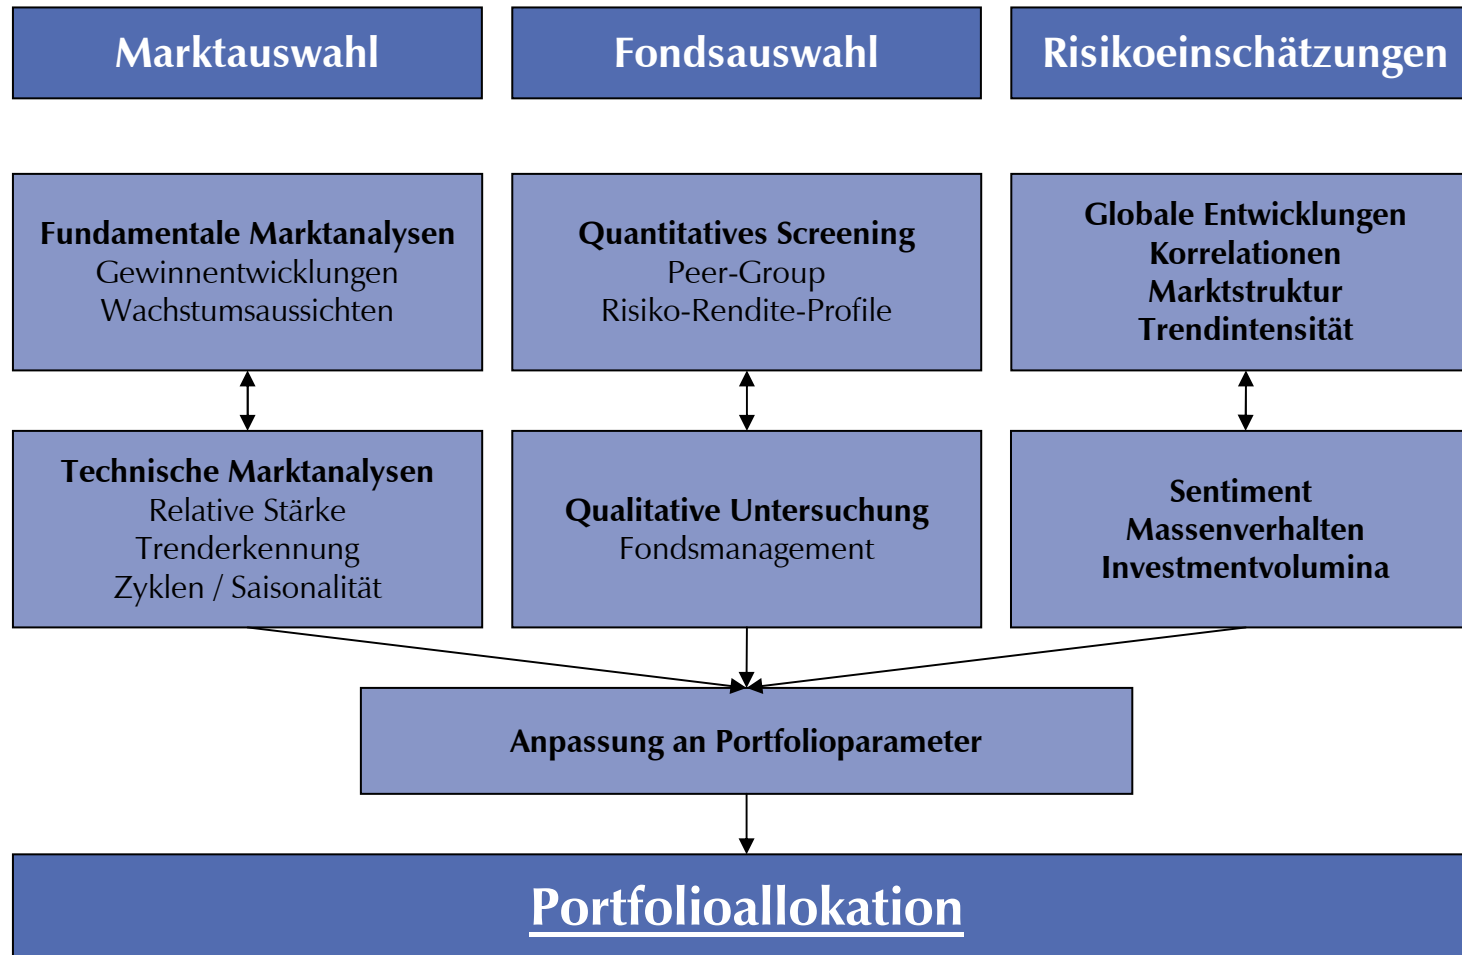 Marktauswahl
Fondsauswahl
Risikoeinschätzungen
Fundamentale Marktanalysen
Gewinnentwicklungen
Wachstumsaussichten
Quantitatives Screening
Peer-Group
Risiko-Rendite-Profile
Globale Entwicklungen
Korrelationen
Marktstruktur
Trendintensität
Technische Marktanalysen
Relative Stärke
Trenderkennung
Zyklen / Saisonalität
Qualitative Untersuchung
Fondsmanagement
Sentiment
Massenverhalten
Investmentvolumina
Anpassung an Portfolioparameter
Portfolioallokation